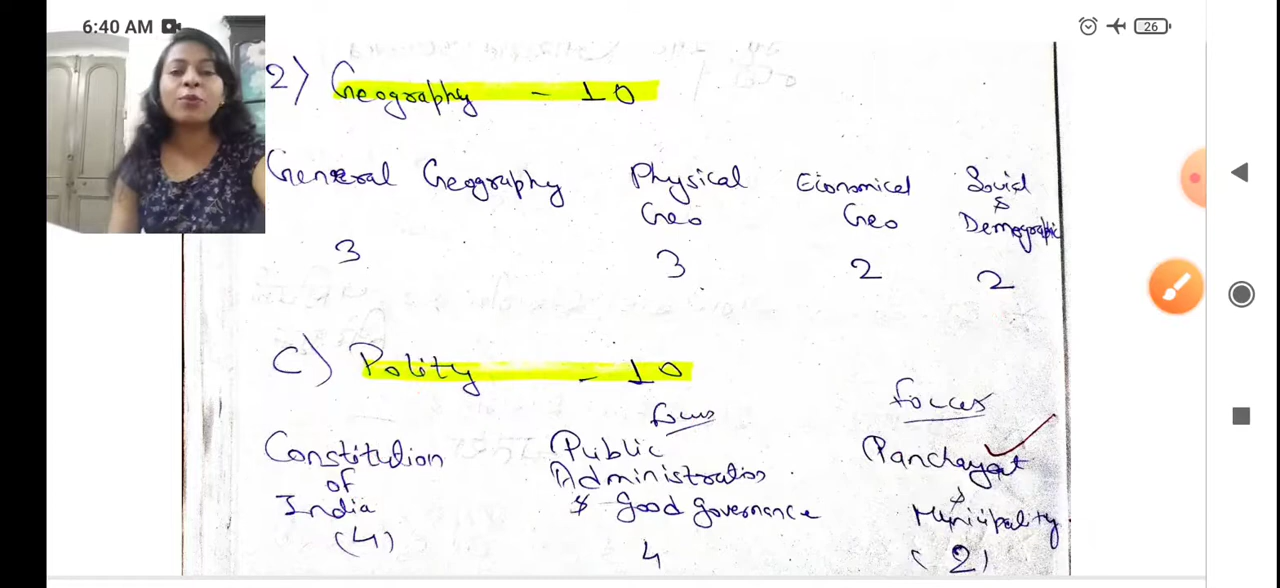 6:40 AM
26
2) Geography - 10
General Geography Physical Geo Economical Geo Social & Demographic
3 3 2 2
C) Polity - 10
focus focus
Constitution of India Public Administration & Good governance Panchayat & Municipality
(4) 4 (2)